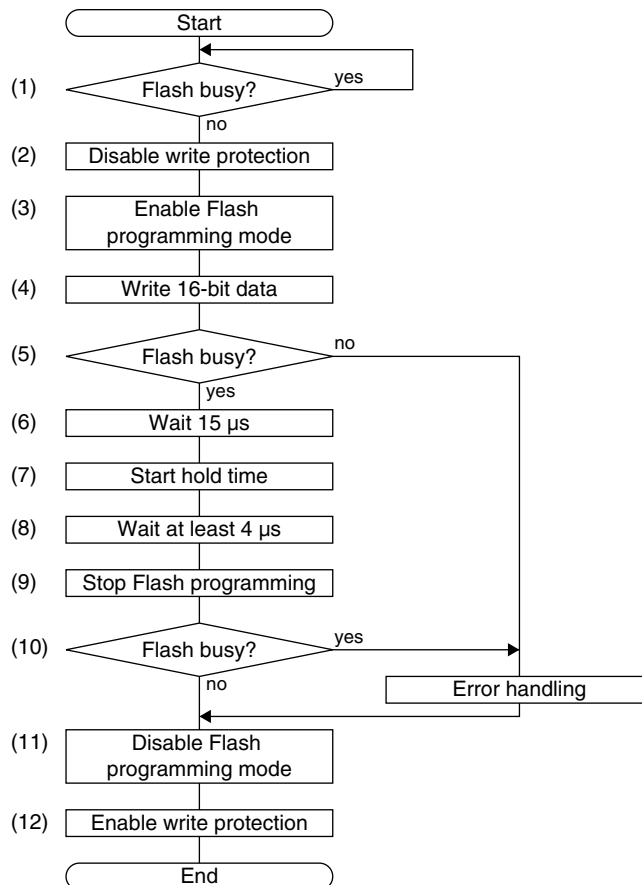 Start
(1) Flash busy? yes
no
(2) Disable write protection
(3) Enable Flash
programming mode
(4) Write 16-bit data
(5) Flash busy? no
yes
(6) Wait 15 µs
(7) Start hold time
(8) Wait at least 4 µs
(9) Stop Flash programming
(10) Flash busy? yes
no
Error handling
(11) Disable Flash
programming mode
(12) Enable write protection
End